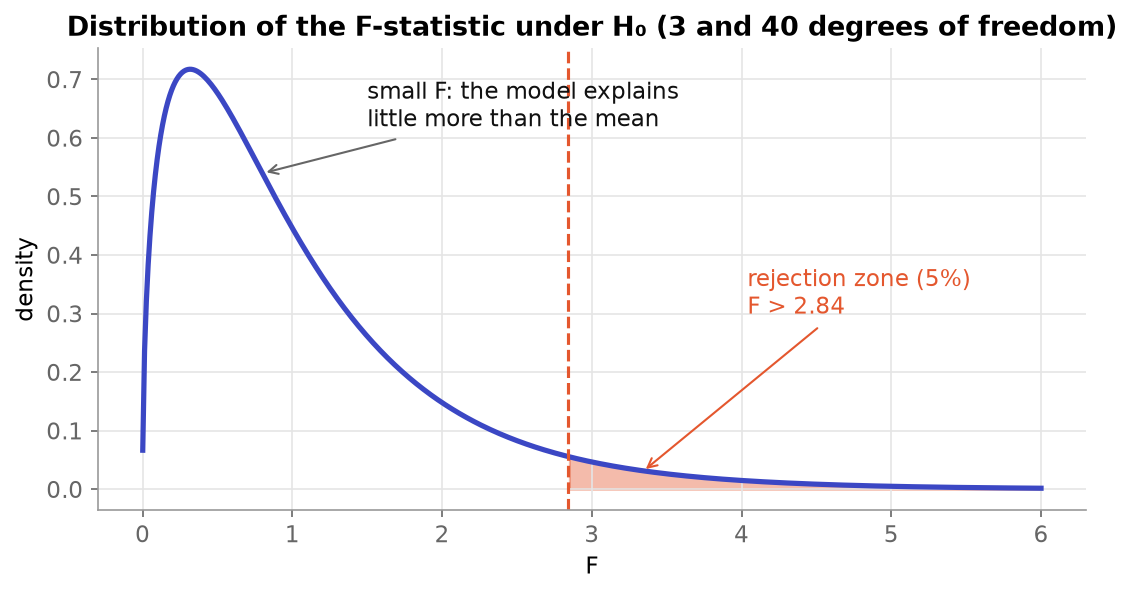 Distribution of the F-statistic under H₀ (3 and 40 degrees of freedom)
small F: the model explains
little more than the mean
rejection zone (5%)
F > 2.84
density
0.7
0.6
0.5
0.4
0.3
0.2
0.1
0.0
0 1 2 3 4 5 6
F